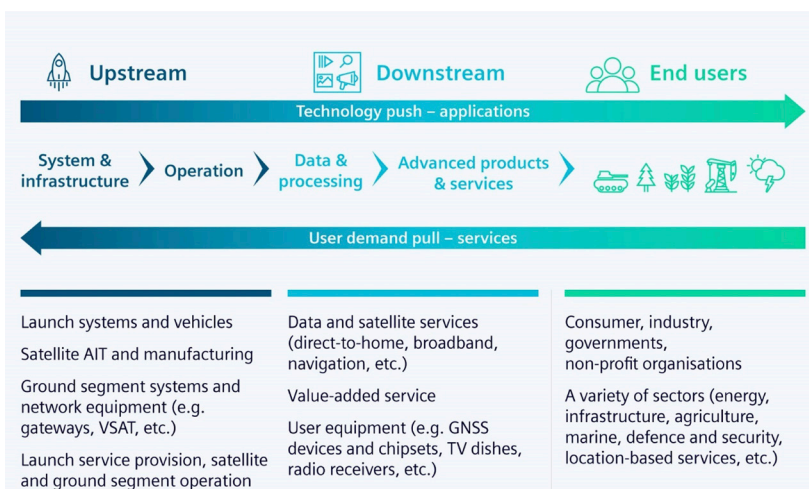 Upstream
Downstream
End users
Technology push – applications
System &
infrastructure
Operation
Data &
processing
Advanced products
& services
User demand pull – services
Launch systems and vehicles
Satellite AIT and manufacturing
Ground segment systems and
network equipment (e.g.
gateways, VSAT, etc.)
Launch service provision, satellite
and ground segment operation
Data and satellite services
(direct-to-home, broadband,
navigation, etc.)
Value-added service
User equipment (e.g. GNSS
devices and chipsets, TV dishes,
radio receivers, etc.)
Consumer, industry,
governments,
non-profit organisations
A variety of sectors (energy,
infrastructure, agriculture,
marine, defence and security,
location-based services, etc.)